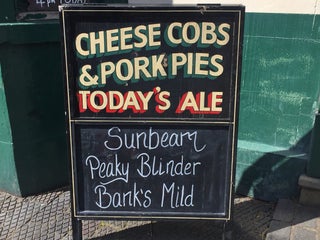 CHEESE COBS
& PORK PIES
TODAY'S ALE
Sunbeam
Peaky Blinder
Bank's Mild